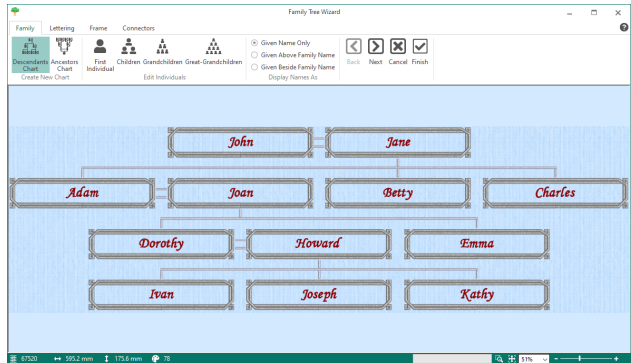 Family Tree Wizard
Family Lettering Frame Connectors
Descendants Chart Ancestors Chart First Individual Children Grandchildren Great-Grandchildren
Given Name Only
Given Above Family Name
Given Beside Family Name
Back Next Cancel Finish
Create New Chart Edit Individuals Display Names As
John Jane
Adam Joan Betty Charles
Dorothy Howard Emma
Ivan Joseph Kathy
67520 595.2 mm 175.6 mm 78 51%